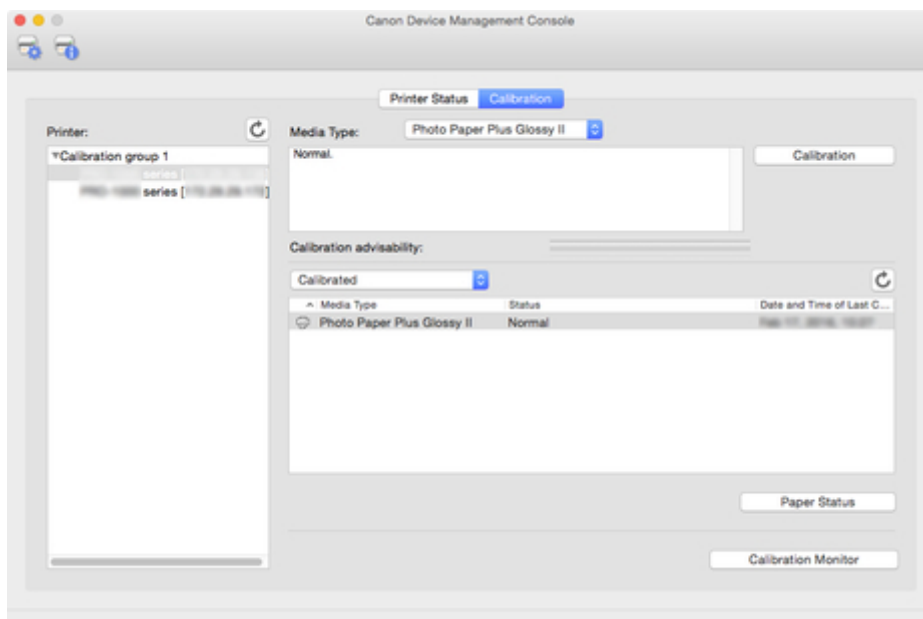 Canon Device Management Console
Printer Status Calibration
Printer:
Media Type: Photo Paper Plus Glossy II
▼Calibration group 1
Normal.
Calibration
series [
series [ ]
Calibration advisability:
Calibrated
Media Type Status Date and Time of Last C...
Photo Paper Plus Glossy II Normal
Paper Status
Calibration Monitor